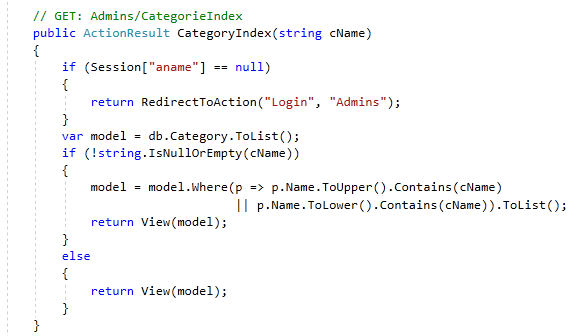 // GET: Admins/CategorieIndex
public ActionResult CategoryIndex(string cName)
{
if (Session["aname"] == null)
{
return RedirectToAction("Login", "Admins");
}
var model = db.Category.ToList();
if (!string.IsNullOrEmpty(cName))
{
model = model.Where(p => p.Name.ToUpper().Contains(cName)
|| p.Name.ToLower().Contains(cName)).ToList();
return View(model);
}
else
{
return View(model);
}
}